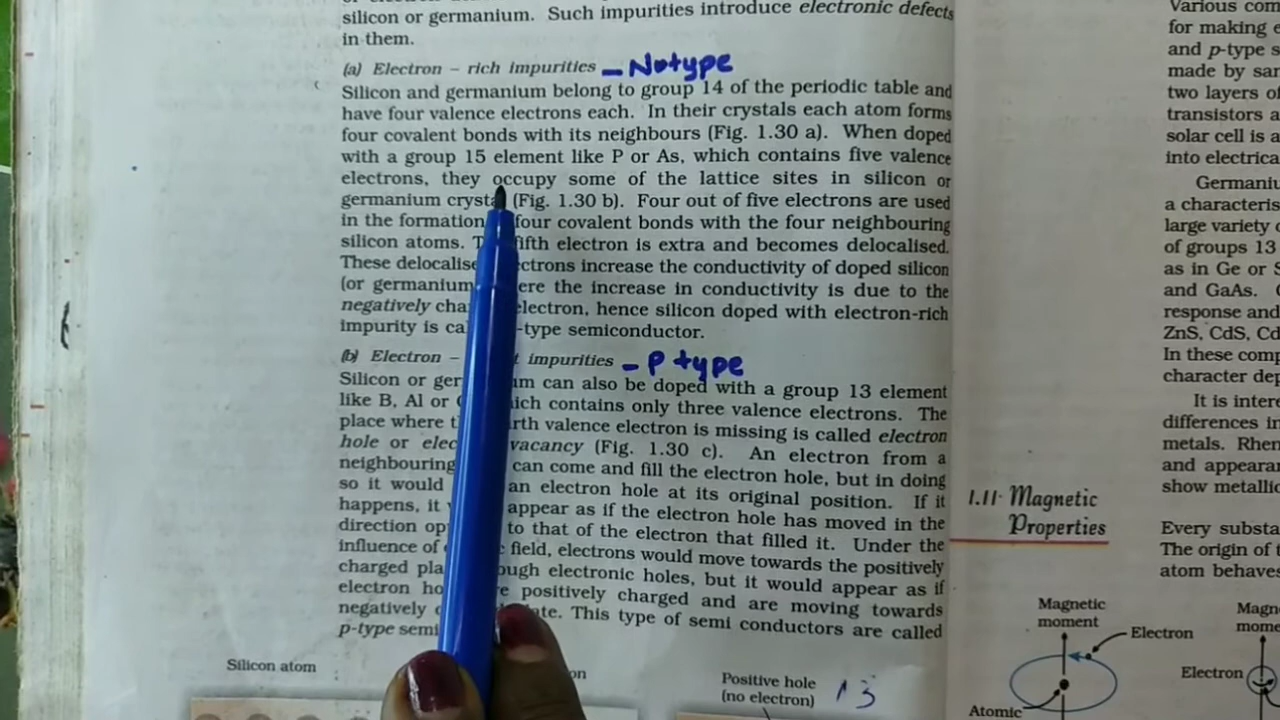 silicon or germanium. Such impurities introduce electronic defects
in them.
(a) Electron – rich impurities – N-type
Silicon and germanium belong to group 14 of the periodic table and
have four valence electrons each. In their crystals each atom forms
four covalent bonds with its neighbours (Fig. 1.30 a). When doped
with a group 15 element like P or As, which contains five valence
electrons, they occupy some of the lattice sites in silicon or
germanium crysta (Fig. 1.30 b). Four out of five electrons are used
in the formation four covalent bonds with the four neighbouring
silicon atoms. T fifth electron is extra and becomes delocalised.
These delocalise ctrons increase the conductivity of doped silicon
(or germanium ere the increase in conductivity is due to the
negatively cha electron, hence silicon doped with electron-rich
impurity is ca -type semiconductor.
(b) Electron – t impurities – P type
Silicon or ger um can also be doped with a group 13 element
like B, Al or ich contains only three valence electrons. The
place where t rth valence electron is missing is called electron
hole or elec vacancy (Fig. 1.30 c). An electron from a
neighbouring can come and fill the electron hole, but in doing
so it would an electron hole at its original position. If it
happens, it appear as if the electron hole has moved in the
direction op to that of the electron that filled it. Under the
influence of field, electrons would move towards the positively
charged pla ough electronic holes, but it would appear as if
electron ho e positively charged and are moving towards
negatively ate. This type of semi conductors are called
p-type semi
Silicon atom
on
Positive hole
(no electron)
13
Various com
for making
and p-type s
made by san
two layers of
transistors a
solar cell is a
into electrica
Germaniu
a characteris
large variety
of groups 13
as in Ge or S
and GaAs.
response and
ZnS, CdS, Cd
In these comp
character dep
It is intere
differences in
metals. Rhen
and appearan
show metallic
1.11 Magnetic
Properties
Every substa
The origin of t
atom behaves
Magnetic
moment
Electron
Atomic
Magn
mome
Electron